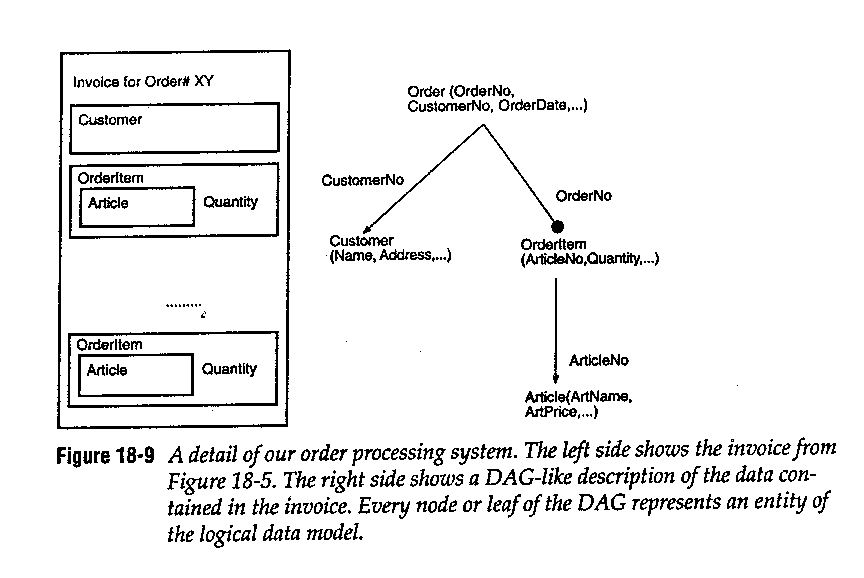 Invoice for Order# XY
Customer
OrderItem
Article
Quantity
.........
OrderItem
Article
Quantity
Order (OrderNo,
CustomerNo, OrderDate,...)
CustomerNo
OrderNo
Customer
(Name, Address,...)
OrderItem
(ArticleNo,Quantity,...)
ArticleNo
Article(ArtName,
ArtPrice,...)
Figure 18-9 A detail of our order processing system. The left side shows the invoice from
Figure 18-5. The right side shows a DAG-like description of the data con-
tained in the invoice. Every node or leaf of the DAG represents an entity of
the logical data model.